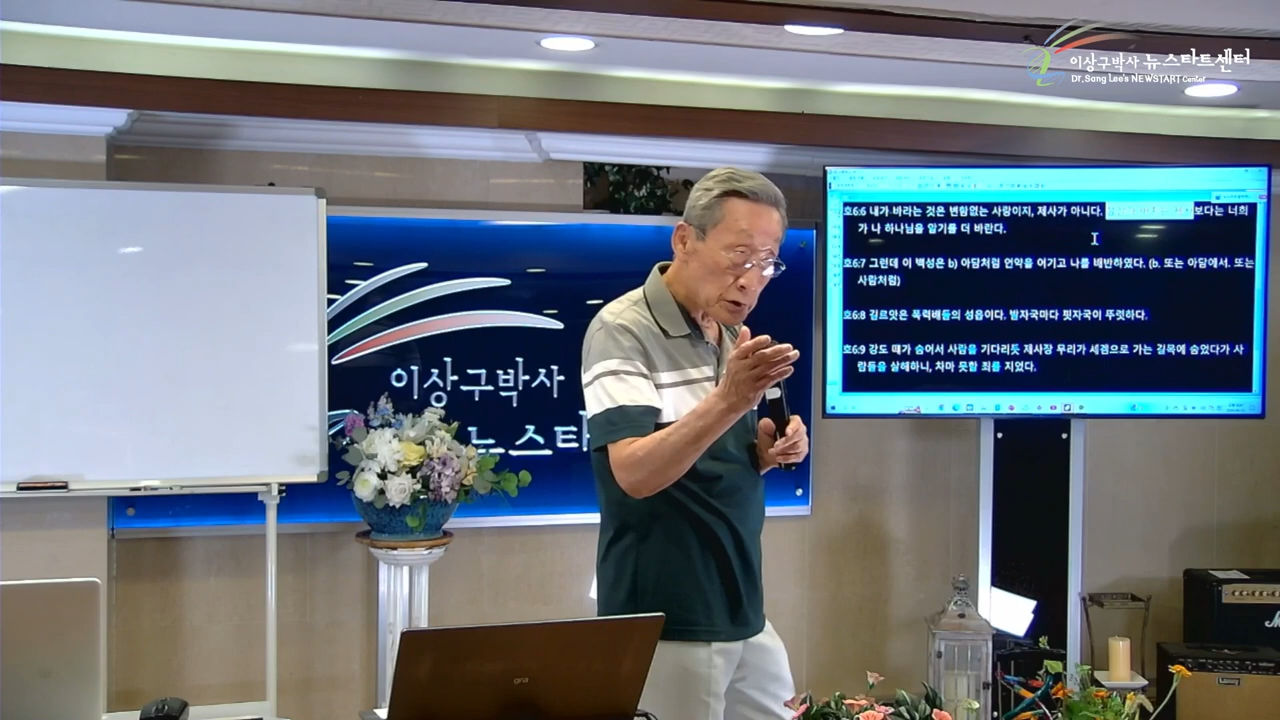 이상구박사 뉴스타트센터
Dr.Sang Lee's NEWSTART Center
호6:6 내가 바라는 것은 변함없는 사랑이지, 제사가 아니다. 보다는 너희
가 나 하나님을 알기를 더 바란다.
호6:7 그런데 이 백성은 b) 아담처럼 언약을 어기고 나를 배반하였다. (b. 또는 아담에서. 또는
사람처럼)
호6:8 길르앗은 폭력배들의 성읍이다. 발자국마다 핏자국이 뚜렷하다.
호6:9 강도 떼가 숨어서 사람을 기다리듯 제사장 무리가 세겜으로 가는 길목에 숨었다가 사
람들을 살해하니, 차마 못할 죄를 지었다.
이상구박사
뉴스타
gra
Laney